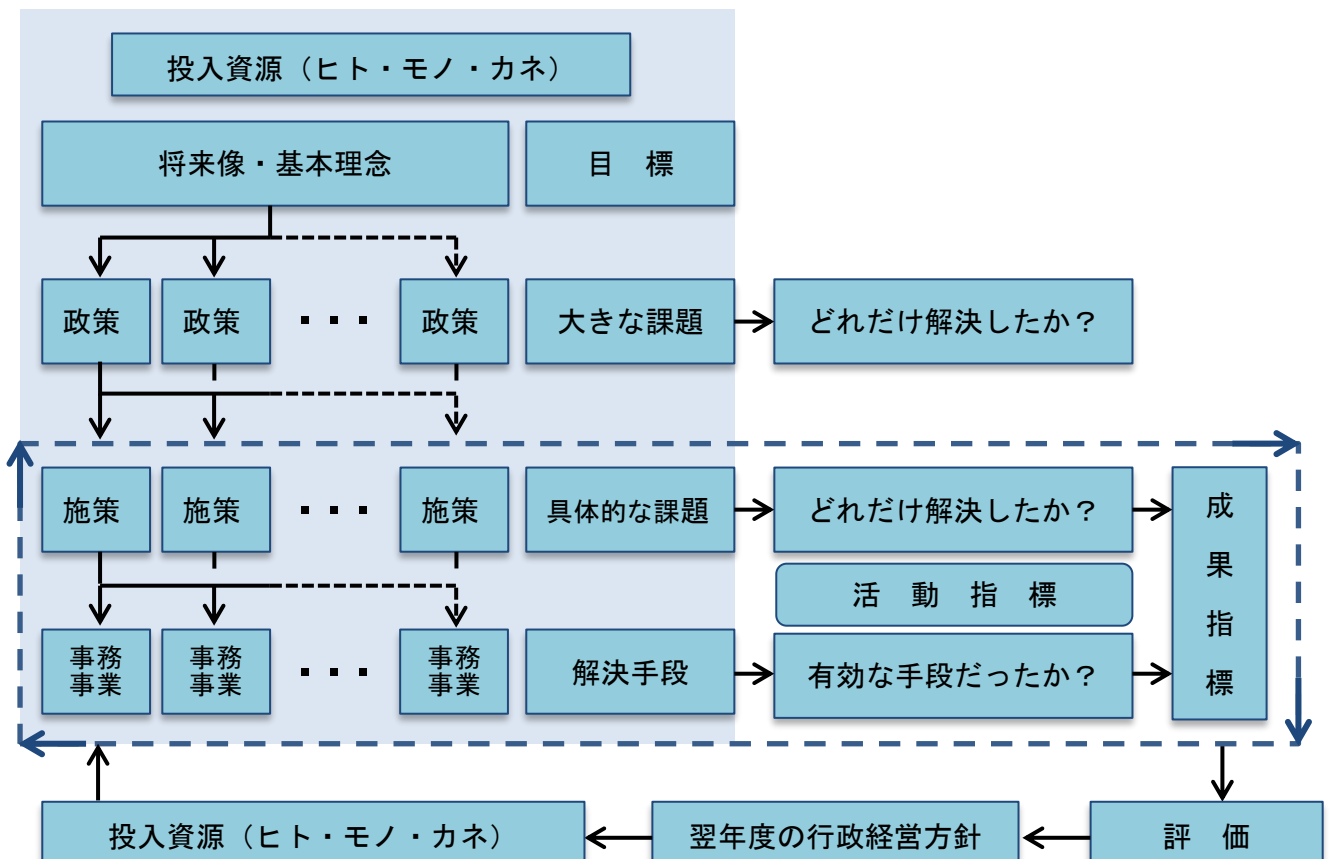 投入資源（ヒト・モノ・カネ）
将来像・基本理念
目　標
政策
政策
・・・
政策
大きな課題
どれだけ解決したか？
施策
施策
・・・
施策
具体的な課題
どれだけ解決したか？
成果指標
活　動　指　標
事務
事業
事務
事業
・・・
事務
事業
解決手段
有効な手段だったか？
投入資源（ヒト・モノ・カネ）
翌年度の行政経営方針
評　価